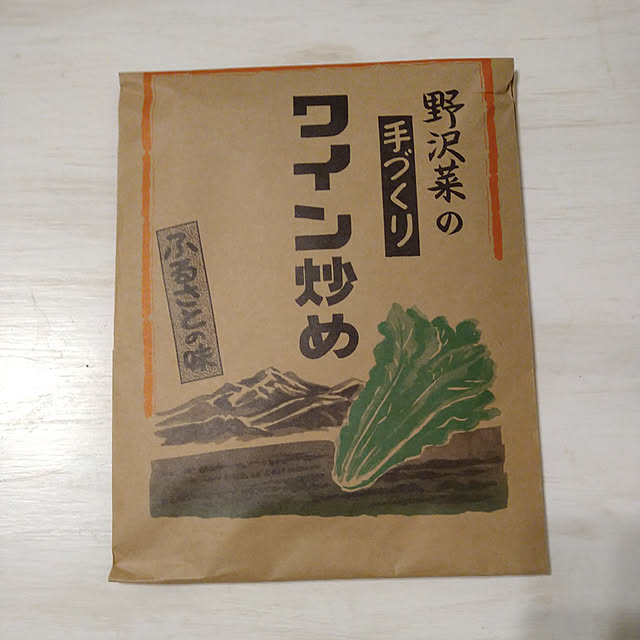 野沢菜の
手づくり
ワイン炒め
ふるさとの味